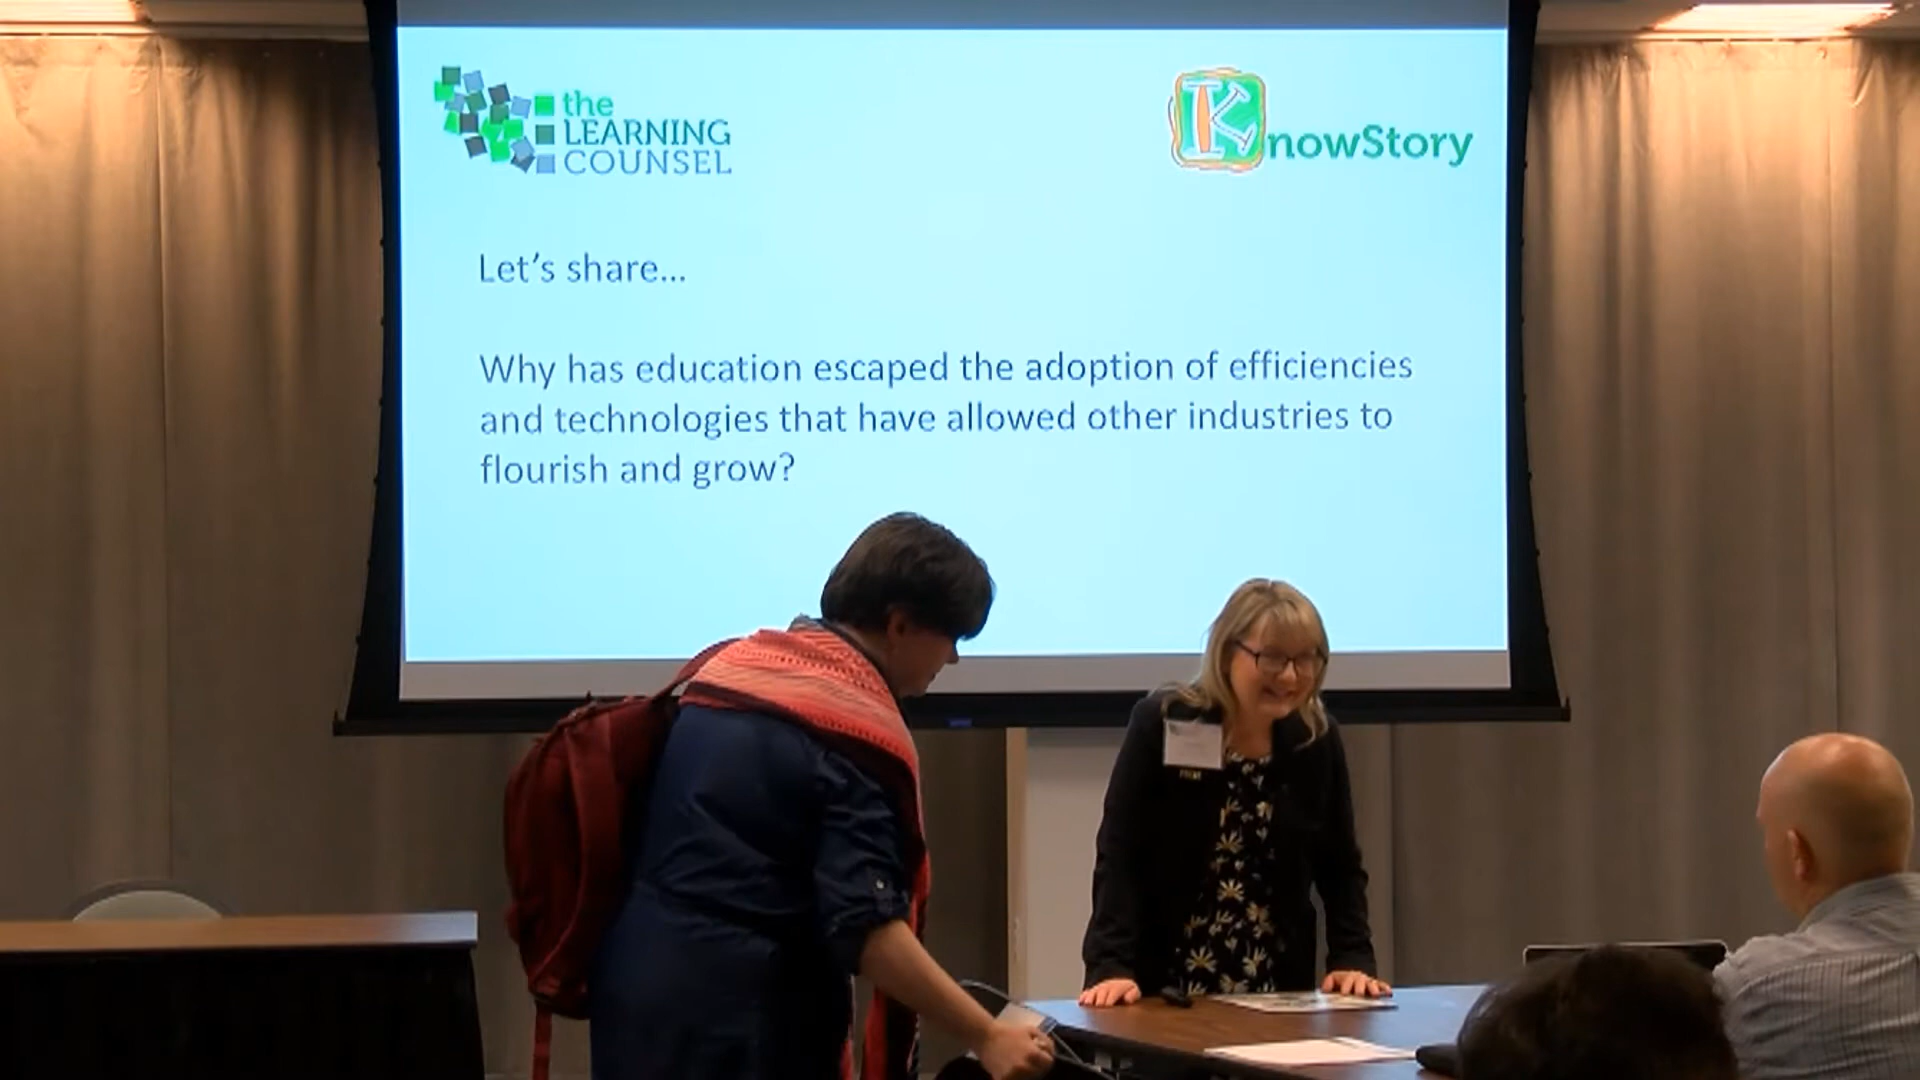 the
LEARNING
COUNSEL
KnowStory
Let's share...
Why has education escaped the adoption of efficiencies
and technologies that have allowed other industries to
flourish and grow?